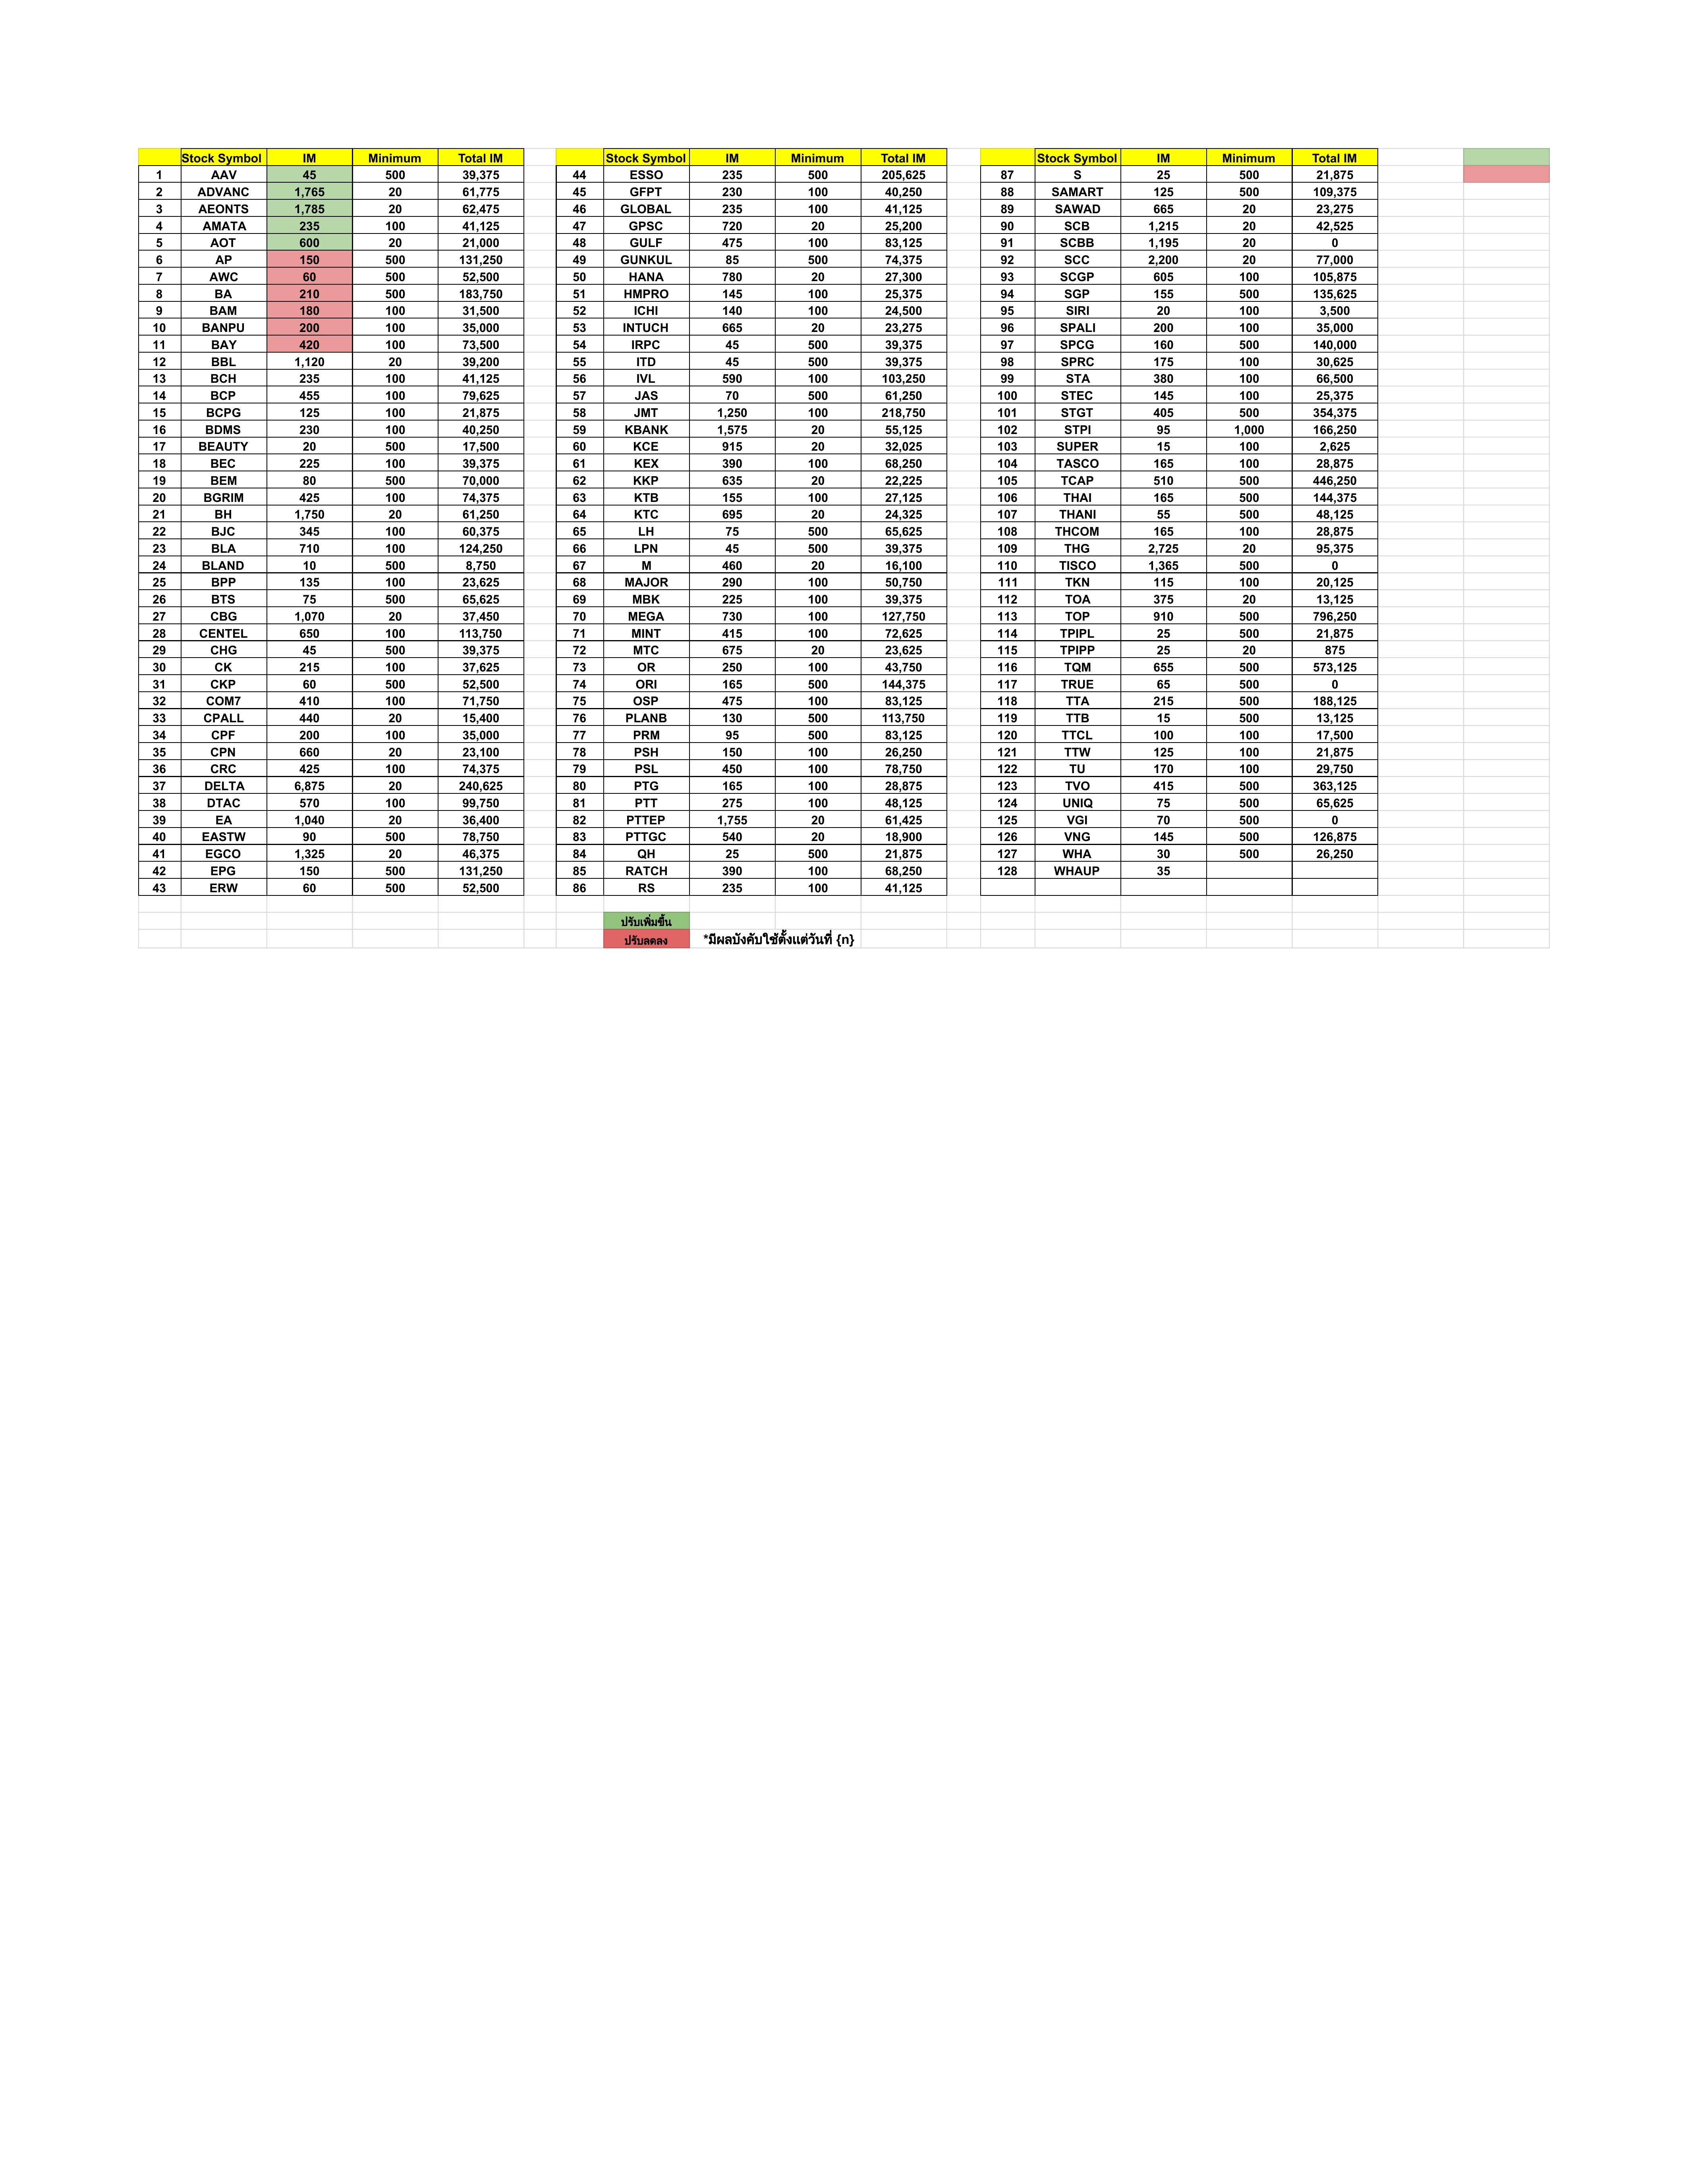 Stock Symbol IM Minimum Total IM Stock Symbol IM Minimum Total IM Stock Symbol IM Minimum Total IM
1 AAV 45 500 39,375 44 ESSO 235 500 205,625 87 S 25 500 21,875
2 ADVANC 1,765 20 61,775 45 GFPT 230 100 40,250 88 SAMART 125 500 109,375
3 AEONTS 1,785 20 62,475 46 GLOBAL 235 100 41,125 89 SAWAD 665 20 23,275
4 AMATA 235 100 41,125 47 GPSC 720 20 25,200 90 SCB 1,215 20 42,525
5 AOT 600 20 21,000 48 GULF 475 100 83,125 91 SCBB 1,195 20 0
6 AP 150 500 131,250 49 GUNKUL 85 500 74,375 92 SCC 2,200 20 77,000
7 AWC 60 500 52,500 50 HANA 780 20 27,300 93 SCGP 605 100 105,875
8 BA 210 500 183,750 51 HMPRO 145 100 25,375 94 SGP 155 500 135,625
9 BAM 180 100 31,500 52 ICHI 140 100 24,500 95 SIRI 20 100 3,500
10 BANPU 200 100 35,000 53 INTUCH 665 20 23,275 96 SPALI 200 100 35,000
11 BAY 420 100 73,500 54 IRPC 45 500 39,375 97 SPCG 160 500 140,000
12 BBL 1,120 20 39,200 55 ITD 45 500 39,375 98 SPRC 175 100 30,625
13 BCH 235 100 41,125 56 IVL 590 100 103,250 99 STA 380 100 66,500
14 BCP 455 100 79,625 57 JAS 70 500 61,250 100 STEC 145 100 25,375
15 BCPG 125 100 21,875 58 JMT 1,250 100 218,750 101 STGT 405 500 354,375
16 BDMS 230 100 40,250 59 KBANK 1,575 20 55,125 102 STPI 95 1,000 166,250
17 BEAUTY 20 500 17,500 60 KCE 915 20 32,025 103 SUPER 15 100 2,625
18 BEC 225 100 39,375 61 KEX 390 100 68,250 104 TASCO 165 100 28,875
19 BEM 80 500 70,000 62 KKP 635 20 22,225 105 TCAP 510 500 446,250
20 BGRIM 425 100 74,375 63 KTB 155 100 27,125 106 THAI 165 500 144,375
21 BH 1,750 20 61,250 64 KTC 695 20 24,325 107 THANI 55 500 48,125
22 BJC 345 100 60,375 65 LH 75 500 65,625 108 THCOM 165 100 28,875
23 BLA 710 100 124,250 66 LPN 45 500 39,375 109 THG 2,725 20 95,375
24 BLAND 10 500 8,750 67 M 460 20 16,100 110 TISCO 1,365 500 0
25 BPP 135 100 23,625 68 MAJOR 290 100 50,750 111 TKN 115 100 20,125
26 BTS 75 500 65,625 69 MBK 225 100 39,375 112 TOA 375 20 13,125
27 CBG 1,070 20 37,450 70 MEGA 730 100 127,750 113 TOP 910 500 796,250
28 CENTEL 650 100 113,750 71 MINT 415 100 72,625 114 TPIPL 25 500 21,875
29 CHG 45 500 39,375 72 MTC 675 20 23,625 115 TPIPP 25 20 875
30 CK 215 100 37,625 73 OR 250 100 43,750 116 TQM 655 500 573,125
31 CKP 60 500 52,500 74 ORI 165 500 144,375 117 TRUE 65 500 0
32 COM7 410 100 71,750 75 OSP 475 100 83,125 118 TTA 215 500 188,125
33 CPALL 440 20 15,400 76 PLANB 130 500 113,750 119 TTB 15 500 13,125
34 CPF 200 100 35,000 77 PRM 95 500 83,125 120 TTCL 100 100 17,500
35 CPN 660 20 23,100 78 PSH 150 100 26,250 121 TTW 125 100 21,875
36 CRC 425 100 74,375 79 PSL 450 100 78,750 122 TU 170 100 29,750
37 DELTA 6,875 20 240,625 80 PTG 165 100 28,875 123 TVO 415 500 363,125
38 DTAC 570 100 99,750 81 PTT 275 100 48,125 124 UNIQ 75 500 65,625
39 EA 1,040 20 36,400 82 PTTEP 1,755 20 61,425 125 VGI 70 500 0
40 EASTW 90 500 78,750 83 PTTGC 540 20 18,900 126 VNG 145 500 126,875
41 EGCO 1,325 20 46,375 84 QH 25 500 21,875 127 WHA 30 500 26,250
42 EPG 150 500 131,250 85 RATCH 390 100 68,250 128 WHAUP 35
43 ERW 60 500 52,500 86 RS 235 100 41,125
ปรับเพิ่มขึ้น
ปรับลดลง *มีผลบังคับใช้ตั้งแต่วันที่ {n}